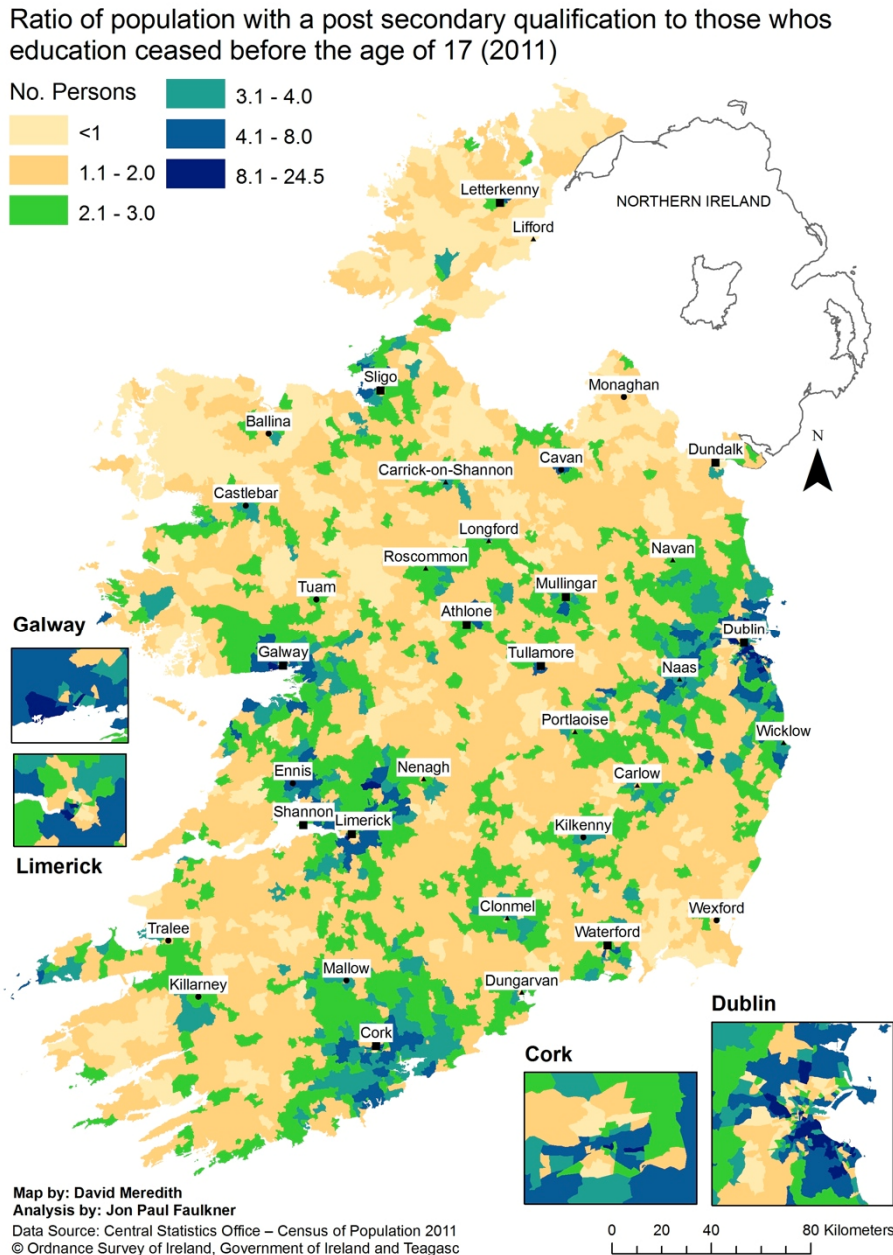 Ratio of population with a post secondary qualification to those whos
education ceased before the age of 17 (2011)
No. Persons
<1
1.1 - 2.0
2.1 - 3.0
3.1 - 4.0
4.1 - 8.0
8.1 - 24.5
NORTHERN IRELAND
Letterkenny
Lifford
Sligo
Monaghan
Ballina
N
Dundalk
Cavan
Carrick-on-Shannon
Castlebar
Longford
Navan
Roscommon
Mullingar
Tuam
Athlone
Dublin
Galway
Galway
Tullamore
Naas
Portlaoise
Wicklow
Ennis
Nenagh
Carlow
Shannon
Limerick
Kilkenny
Limerick
Clonmel
Wexford
Tralee
Waterford
Mallow
Killarney
Dungarvan
Cork
Dublin
Cork
Map by: David Meredith
Analysis by: Jon Paul Faulkner
Data Source: Central Statistics Office – Census of Population 2011
© Ordnance Survey of Ireland, Government of Ireland and Teagasc
0 20 40 80 Kilometers